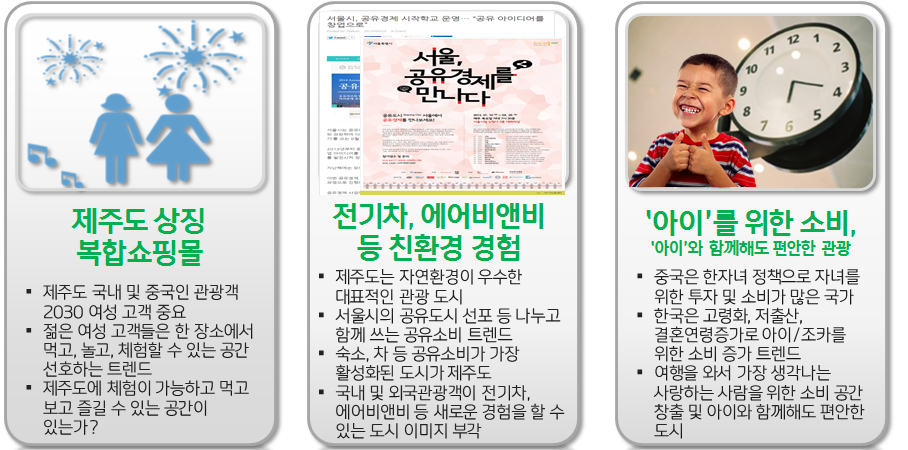 제주도 상징
복합쇼핑몰
▪ 제주도 국내 및 중국인 관광객
2030 여성 고객 중요
▪ 젊은 여성 고객들은 한 장소에서
먹고, 놀고, 체험할 수 있는 공간
선호하는 트렌드
▪ 제주도에 체험이 가능하고 먹고
보고 즐길 수 있는 공간이
있는가?
서울시, 공유경제 시작학교 운영… "공유 아이디어를
창업으로"
서울,
공유경제를
만나다
전기차, 에어비앤비
등 친환경 경험
▪ 제주도는 자연환경이 우수한
대표적인 관광 도시
▪ 서울시의 공유도시 선포 등 나누고
함께 쓰는 공유소비 트렌드
▪ 숙소, 차 등 공유소비가 가장
활성화된 도시가 제주도
▪ 국내 및 외국관광객이 전기차,
에어비앤비 등 새로운 경험을 할 수
있는 도시 이미지 부각
12
1
2
3
4
5
6
7
8
9
10
11
'아이'를 위한 소비,
'아이'와 함께해도 편안한 관광
▪ 중국은 한자녀 정책으로 자녀를
위한 투자 및 소비가 많은 국가
▪ 한국은 고령화, 저출산,
결혼연령증가로 아이/조카를
위한 소비 증가 트렌드
▪ 여행을 와서 가장 생각나는
사랑하는 사람을 위한 소비 공간
창출 및 아이와 함께해도 편안한
도시